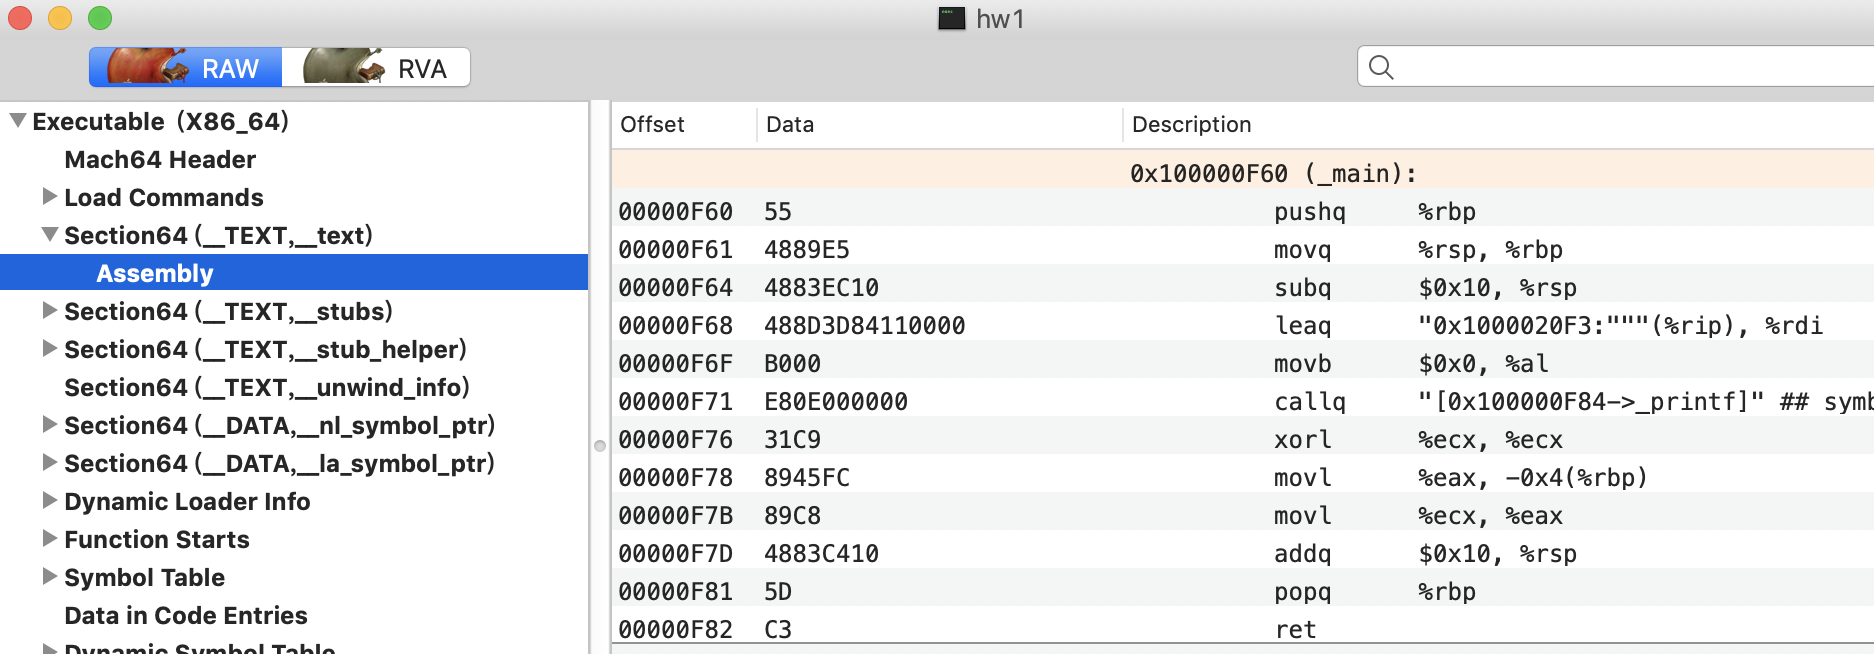 hw1
RAW RVA
Executable (X86_64)
Mach64 Header
Load Commands
Section64 (__TEXT,__text)
Assembly
Section64 (__TEXT,__stubs)
Section64 (__TEXT,__stub_helper)
Section64 (__TEXT,__unwind_info)
Section64 (__DATA,__nl_symbol_ptr)
Section64 (__DATA,__la_symbol_ptr)
Dynamic Loader Info
Function Starts
Symbol Table
Data in Code Entries
Dynamic Symbol Table
Offset Data Description
0x100000F60 (_main):
00000F60 55 pushq %rbp
00000F61 4889E5 movq %rsp, %rbp
00000F64 4883EC10 subq $0x10, %rsp
00000F68 488D3D84110000 leaq "0x1000020F3:"""(%rip), %rdi
00000F6F B000 movb $0x0, %al
00000F71 E80E000000 callq "[0x100000F84->_printf]" ## symb
00000F76 31C9 xorl %ecx, %ecx
00000F78 8945FC movl %eax, -0x4(%rbp)
00000F7B 89C8 movl %ecx, %eax
00000F7D 4883C410 addq $0x10, %rsp
00000F81 5D popq %rbp
00000F82 C3 ret